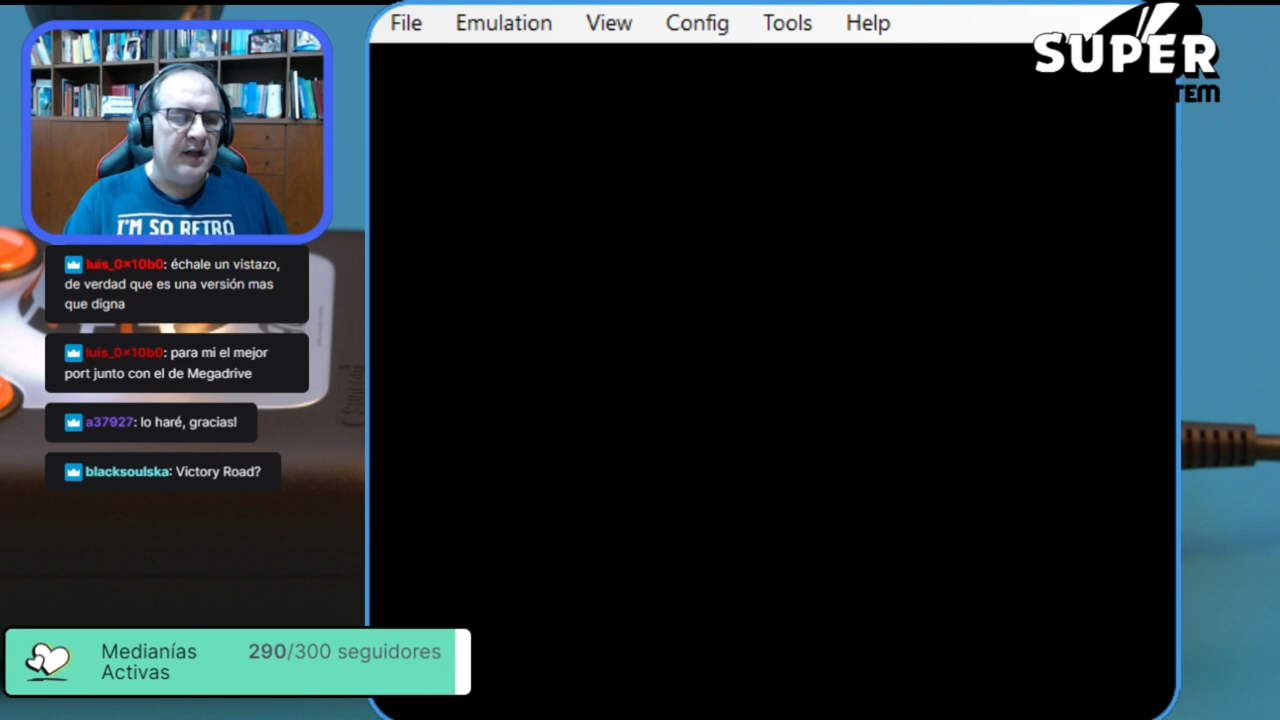 File Emulation View Config Tools Help
SUPER
TEM
I'M SO RETRO
luis_0x10b0: échale un vistazo,
de verdad que es una versión mas
que digna
luis_0x10b0: para mi el mejor
port junto con el de Megadrive
a37927: lo haré, gracias!
blacksoulska: Victory Road?
Medianías
Activas
290/300 seguidores